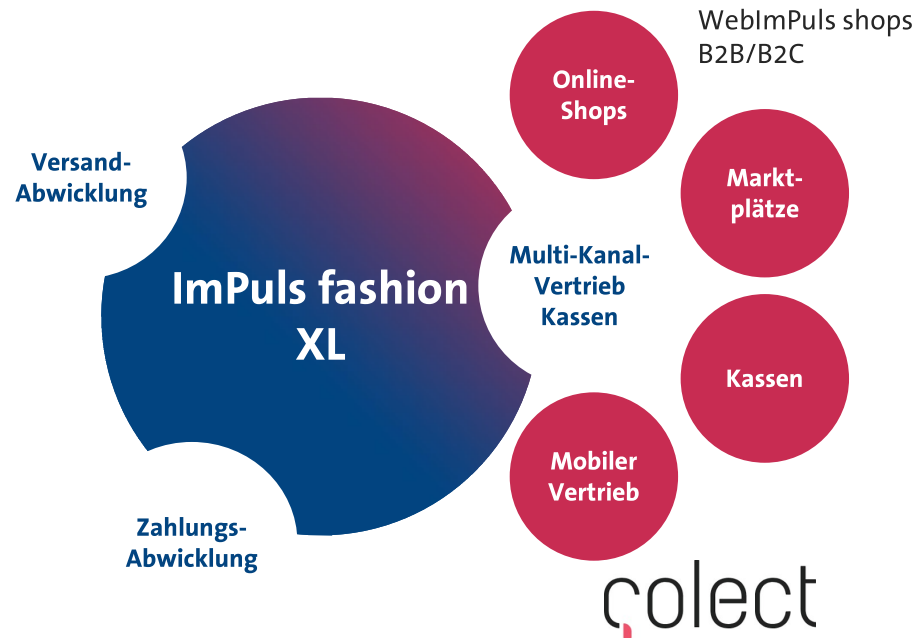 WebImPuls shops
B2B/B2C
Online-
Shops
Markt-
plätze
Versand-
Abwicklung
Multi-Kanal-
Vertrieb
Kassen
ImPuls fashion
XL
Kassen
Mobiler
Vertrieb
Zahlungs-
Abwicklung
qolect